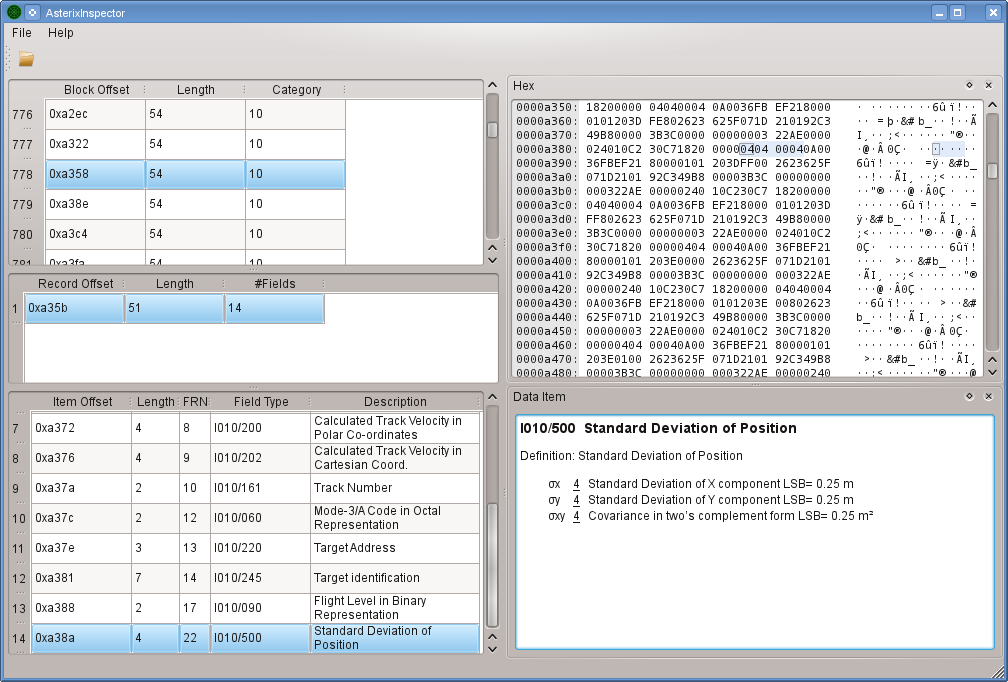 AsterixInspector
File Help
Block Offset Length Category
776 0xa2ec 54 10
777 0xa322 54 10
778 0xa358 54 10
779 0xa38e 54 10
780 0xa3c4 54 10
781 0xa3fa 54 10
Record Offset Length #Fields
1 0xa35b 51 14
Item Offset Length FRN Field Type Description
7 0xa372 4 8 I010/200 Calculated Track Velocity in
Polar Co-ordinates
8 0xa376 4 9 I010/202 Calculated Track Velocity in
Cartesian Coord.
9 0xa37a 2 10 I010/161 Track Number
10 0xa37c 2 12 I010/060 Mode-3/A Code in Octal
Representation
11 0xa37e 3 13 I010/220 Target Address
12 0xa381 7 14 I010/245 Target identification
13 0xa388 2 17 I010/090 Flight Level in Binary
Representation
14 0xa38a 4 22 I010/500 Standard Deviation of
Position
Hex
0000a350: 18200000 04040004 0A0036FB EF218000
0000a360: 0101203D FE802623 625F071D 210192C3
0000a370: 49B80000 3B3C0000 00000003 22AE0000
0000a380: 024010C2 30C71820 00000404 00040A00
0000a390: 36FBEF21 80000101 203DFF00 2623625F
0000a3a0: 071D2101 92C349B8 00003B3C 00000000
0000a3b0: 000322AE 00000240 10C230C7 18200000
0000a3c0: 04040004 0A0036FB EF218000 0101203D
0000a3d0: FF802623 625F071D 210192C3 49B80000
0000a3e0: 3B3C0000 00000003 22AE0000 024010C2
0000a3f0: 30C71820 00000404 00040A00 36FBEF21
0000a400: 80000101 203E0000 2623625F 071D2101
0000a410: 92C349B8 00003B3C 00000000 000322AE
0000a420: 00000240 10C230C7 18200000 04040004
0000a430: 0A0036FB EF218000 0101203E 00802623
0000a440: 625F071D 210192C3 49B80000 3B3C0000
0000a450: 00000003 22AE0000 024010C2 30C71820
0000a460: 00000404 00040A00 36FBEF21 80000101
0000a470: 203E0100 2623625F 071D2101 92C349B8
0000a480: 00003B3C 00000000 000322AE 00000240
Data Item
I010/500 Standard Deviation of Position
Definition: Standard Deviation of Position
σx 4 Standard Deviation of X component LSB= 0.25 m
σy 4 Standard Deviation of Y component LSB= 0.25 m
σxy 4 Covariance in two's complement form LSB= 0.25 m²